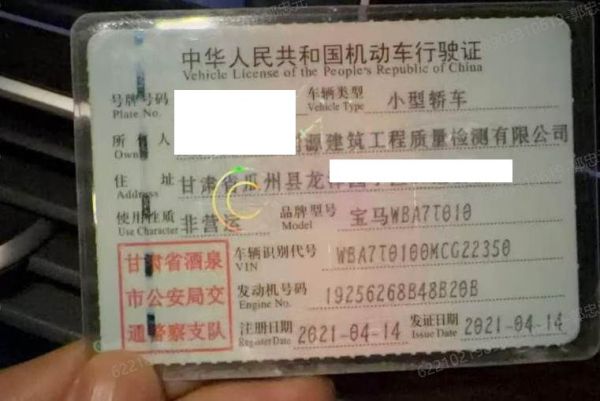 中华人民共和国机动车行驶证
Vehicle License of the People's Republic of China
号牌号码 车辆类型 小型轿车
Plate No. Vehicle Type
所有人 源建筑工程质量检测有限公司
Owner
住址 甘肃省瓜州县龙
Address
使用性质 非营运 品牌型号 宝马WBA7T010
Use Character Model
甘肃省酒泉
市公安局交
通警察支队
车辆识别代号 WBA7T0100MCG22350
VIN
发动机号码 19256268B48B20B
Engine No.
注册日期 2021-04-14 发证日期 2021-04-14
Register Date Issue Date